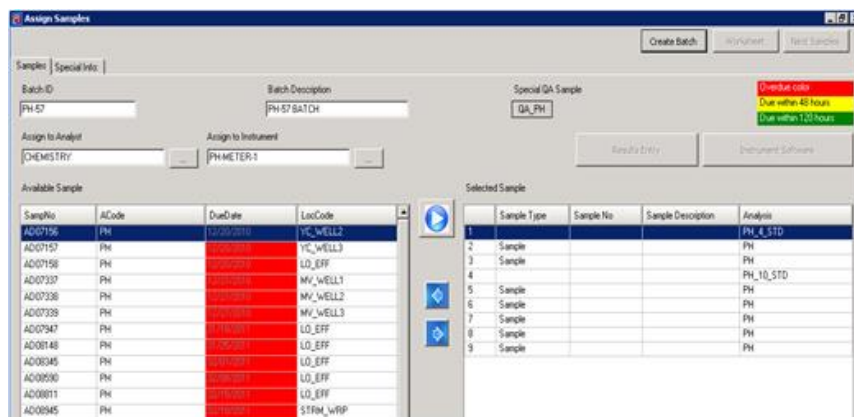 Assign Samples
Create Batch Worksheet Next Samples
Samples Special Info:
Batch ID Batch Description Special QA Sample Overdue color
PH-57 PH-57 BATCH QA_PH Due within 48 hours
Due within 120 hours
Assign to Analyst Assign to Instrument
CHEMISTRY ... PH-METER-1 ... Results Entry Instrument Software
Available Sample Selected Sample
SampNo ACode DueDate LocCode Sample Type Sample No Sample Description Analysis
AD07156 PH 12/20/2010 YC_WELL2 1 PH_4_STD
AD07157 PH YC_WELL3 2 Sample PH
AD07158 PH LO_EFF 3 Sample PH
AD07337 PH MV_WELL1 4 PH_10_STD
AD07338 PH MV_WELL2 5 Sample PH
AD07339 PH MV_WELL3 6 Sample PH
AD07947 PH LO_EFF 7 Sample PH
AD08148 PH LO_EFF 8 Sample PH
AD08345 PH LO_EFF 9 Sample PH
AD08590 PH LO_EFF
AD08811 PH LO_EFF
AD08945 PH STRM_WRP